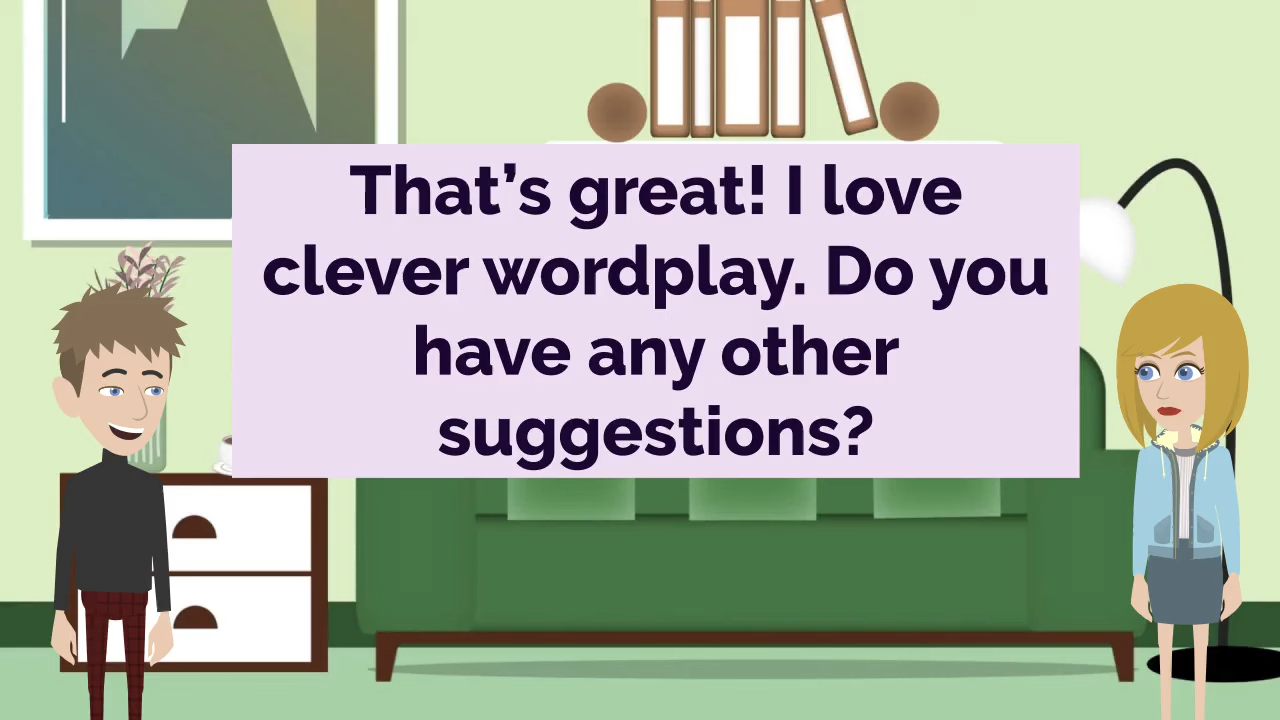 That’s great! I love
clever wordplay. Do you
have any other
suggestions?